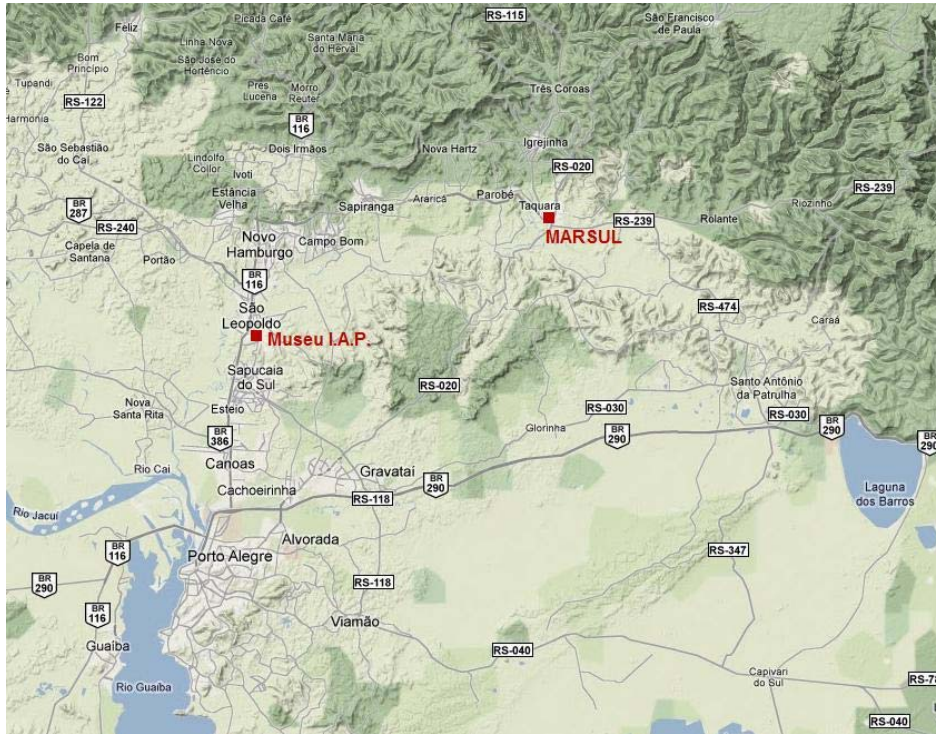 Feliz
Picada Café
RS-115
São Francisco
de Paula
Linha Nova
Santa Maria
do Herval
Bom
Princípio
São José do
Hortêncio
Tupandi
Pres
Lucena
Morro
Reuter
Três Coroas
RS-122
Harmonia
BR
116
São Sebastião
do Caí
Dois Irmãos
Nova Hartz
Igrejinha
Lindolfo
Collor
Ivoti
RS-020
Estância
Velha
Sapiranga
Araricá
Parobé
Taquara
RS-239
Riozinho
BR
287
RS-240
MARSUL
RS-239
Rolante
Capela de
Santana
Portão
Novo
Hamburgo
Campo Bom
BR
116
São
Leopoldo
Museu I.A.P.
RS-474
Caraá
Sapucaia
do Sul
RS-020
Santo Antônio
da Patrulha
Nova
Santa Rita
Esteio
RS-030
RS-030
Glorinha
BR
290
BR
290
BR
290
BR
386
Canoas
Rio Cai
Gravataí
Cachoeirinha
RS-118
BR
290
Laguna
dos Barros
Rio Jacuí
Alvorada
BR
116
Porto Alegre
RS-347
BR
290
RS-118
BR
116
Viamão
Guaíba
RS-040
Capivari
do Sul
Rio Guaíba
RS-78
RS-040